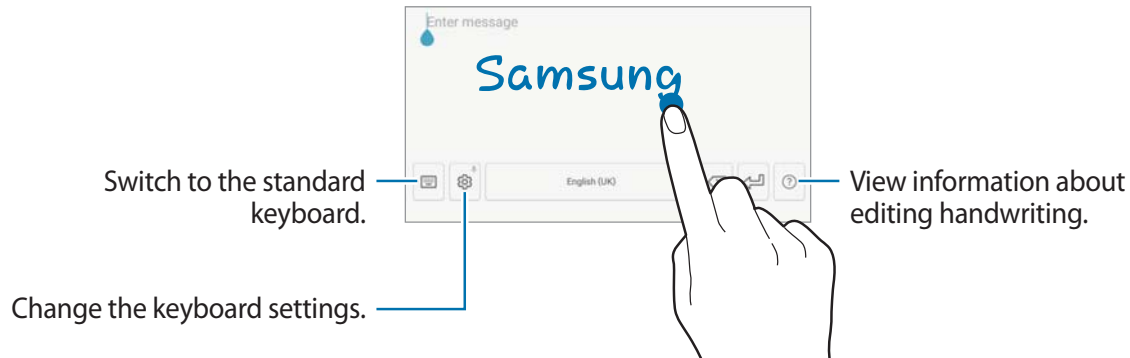 Enter message
Samsung
English (UK)
Switch to the standard
keyboard.
View information about
editing handwriting.
Change the keyboard settings.